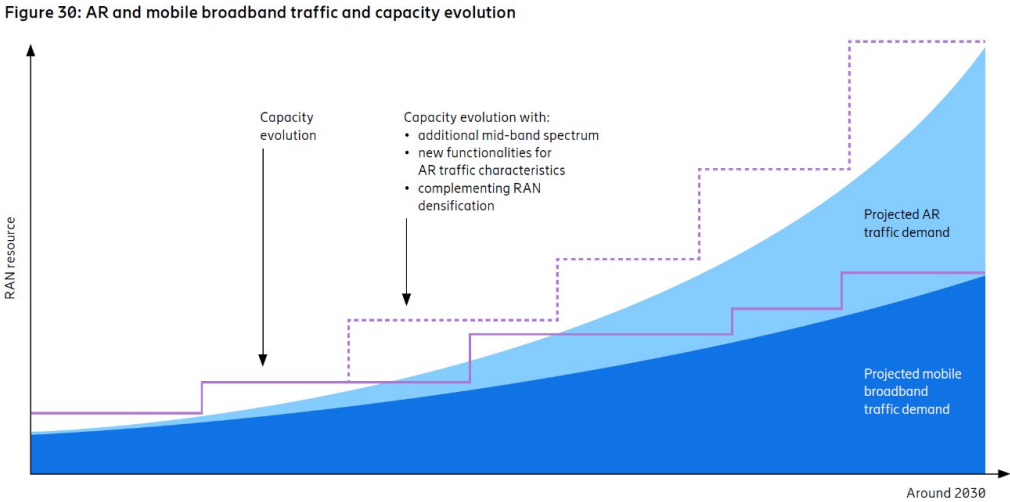 Figure 30: AR and mobile broadband traffic and capacity evolution
Capacity
evolution
Capacity evolution with:
• additional mid-band spectrum
• new functionalities for
AR traffic characteristics
• complementing RAN
densification
Projected AR
traffic demand
RAN resource
Projected mobile
broadband
traffic demand
Around 2030